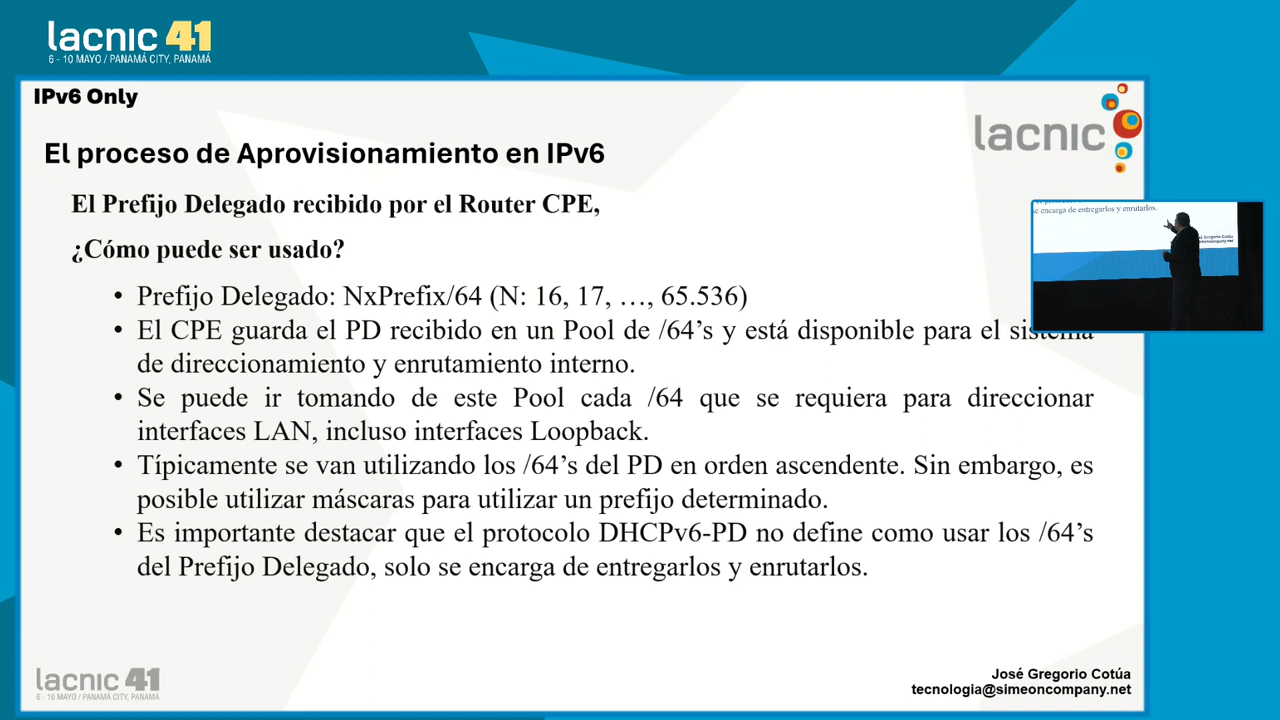 lacnic 41
6 - 10 MAYO / PANAMÁ CITY, PANAMÁ
IPv6 Only
lacnic
El proceso de Aprovisionamiento en IPv6
El Prefijo Delegado recibido por el Router CPE,
¿Cómo puede ser usado?
• Prefijo Delegado: NxPrefix/64 (N: 16, 17, …, 65.536)
• El CPE guarda el PD recibido en un Pool de /64’s y está disponible para el sistema
de direccionamiento y enrutamiento interno.
• Se puede ir tomando de este Pool cada /64 que se requiera para direccionar
interfaces LAN, incluso interfaces Loopback.
• Típicamente se van utilizando los /64’s del PD en orden ascendente. Sin embargo, es
posible utilizar máscaras para utilizar un prefijo determinado.
• Es importante destacar que el protocolo DHCPv6-PD no define como usar los /64’s
del Prefijo Delegado, solo se encarga de entregarlos y enrutarlos.
se encarga de entregarlos y enrutarlos.
lacnic 41
6 - 10 MAYO / PANAMÁ CITY, PANAMÁ
José Gregorio Cotúa
tecnologia@simeoncompany.net